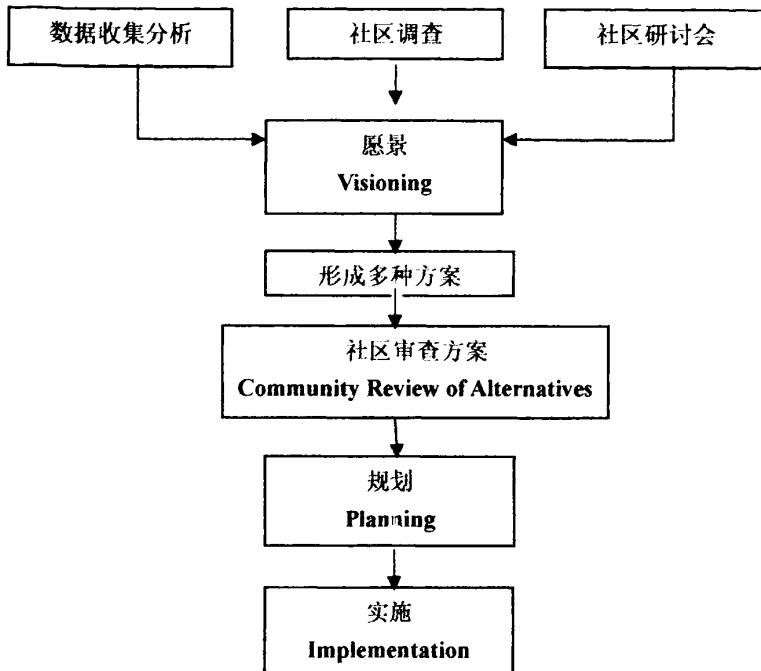 数据收集分析
社区调查
社区研讨会
愿景
Visioning
形成多种方案
社区审查方案
Community Review of Alternatives
规划
Planning
实施
Implementation